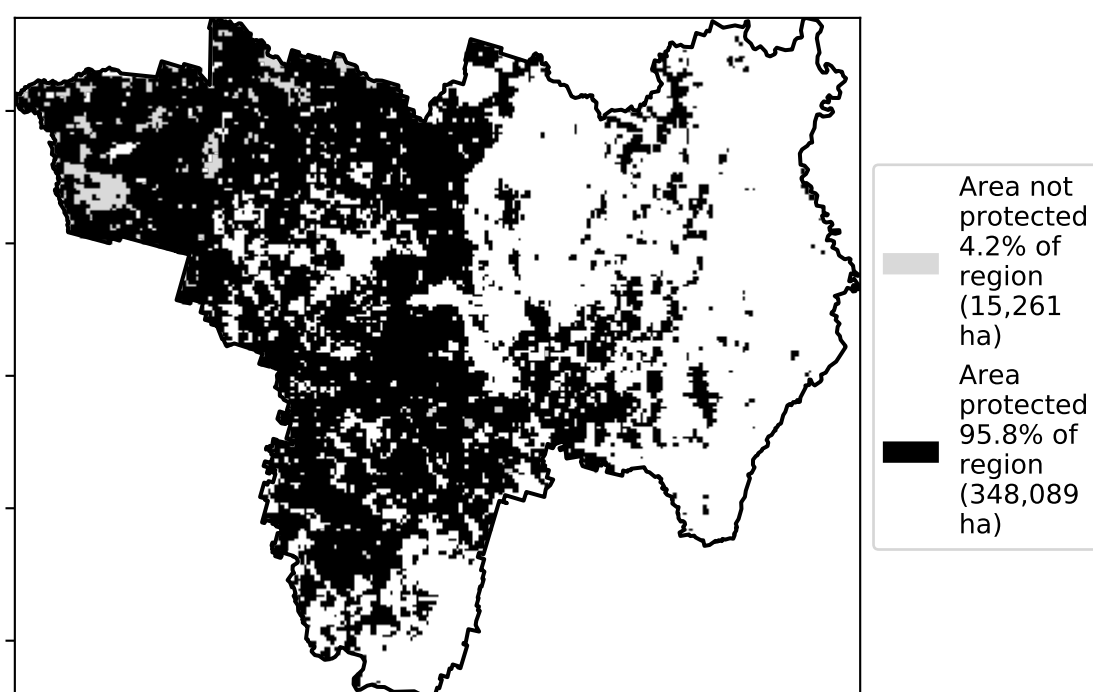 Area not
protected
4.2% of
region
(15,261
ha)
Area
protected
95.8% of
region
(348,089
ha)